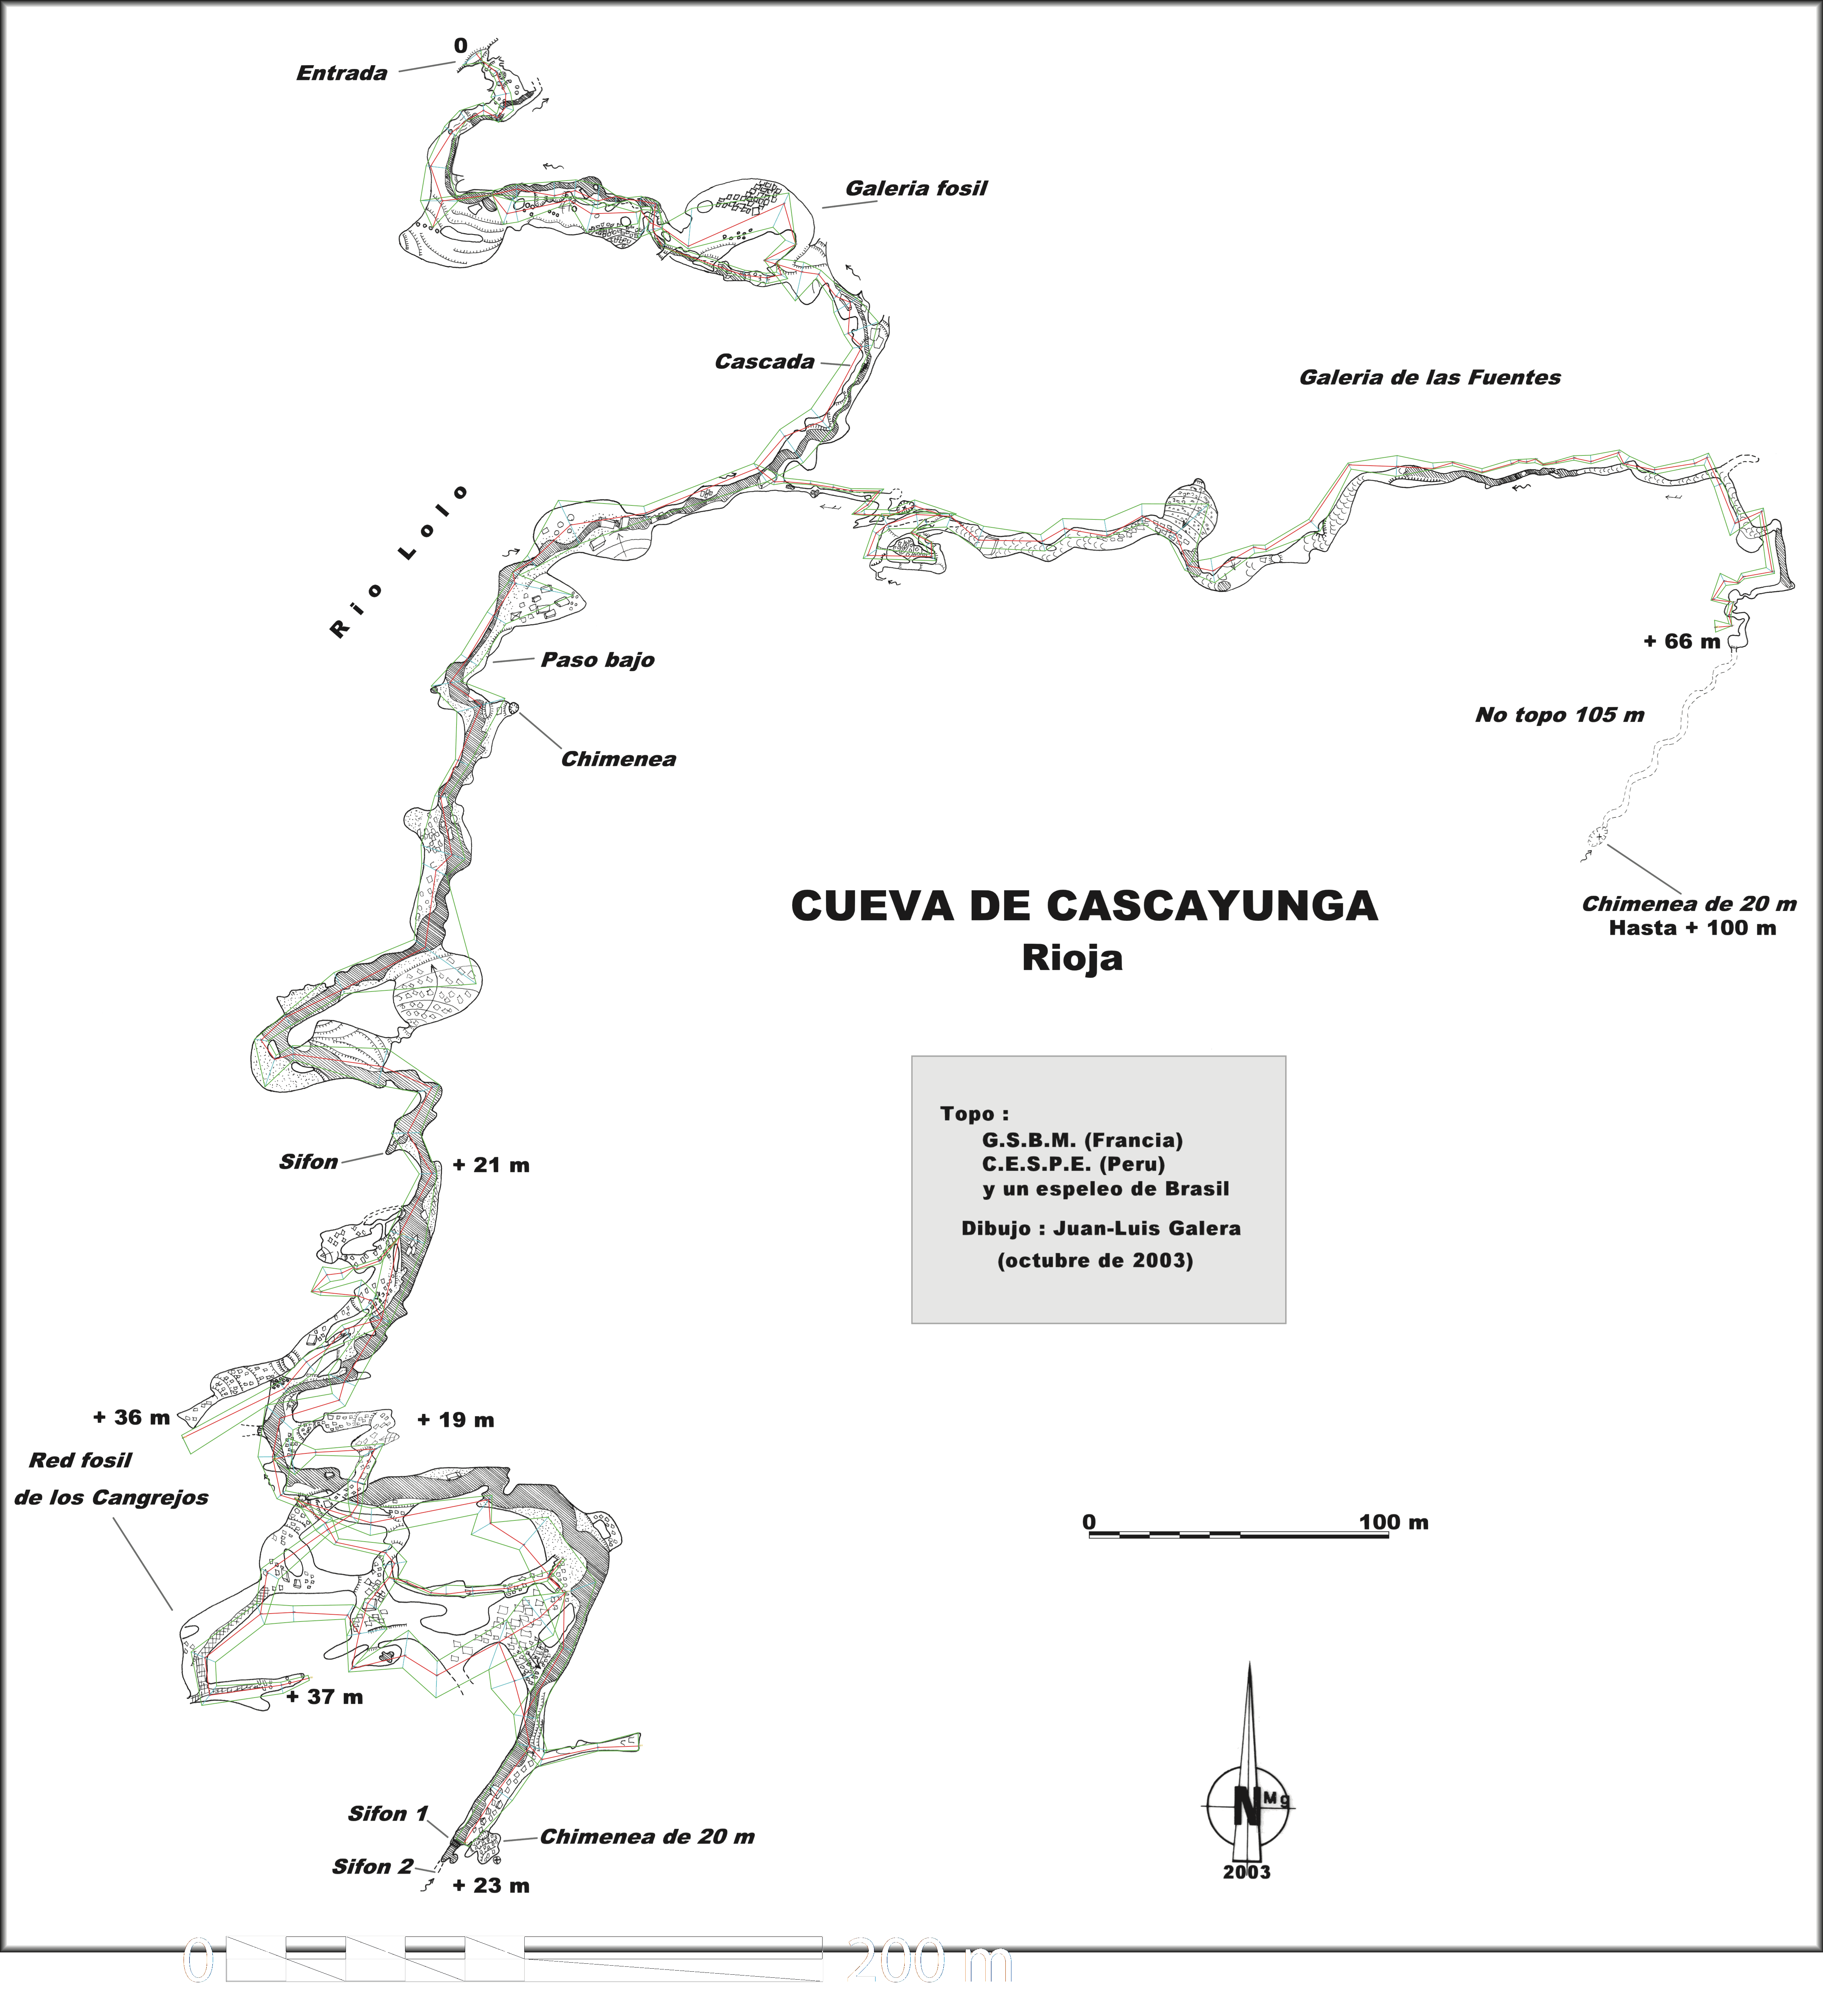 0
Entrada
Galeria fosil
Cascada
Galeria de las Fuentes
Rio Lolo
Paso bajo
+ 66 m
No topo 105 m
Chimenea
CUEVA DE CASCAYUNGA
Rioja
Chimenea de 20 m
Hasta + 100 m
Topo :
G.S.B.M. (Francia)
C.E.S.P.E. (Peru)
y un espeleo de Brasil
Dibujo : Juan-Luis Galera
(octubre de 2003)
Sifon
+ 21 m
+ 36 m
+ 19 m
Red fosil
de los Cangrejos
0 100 m
+ 37 m
N Mg
2003
Sifon 1
Chimenea de 20 m
Sifon 2
+ 23 m
0 200 m